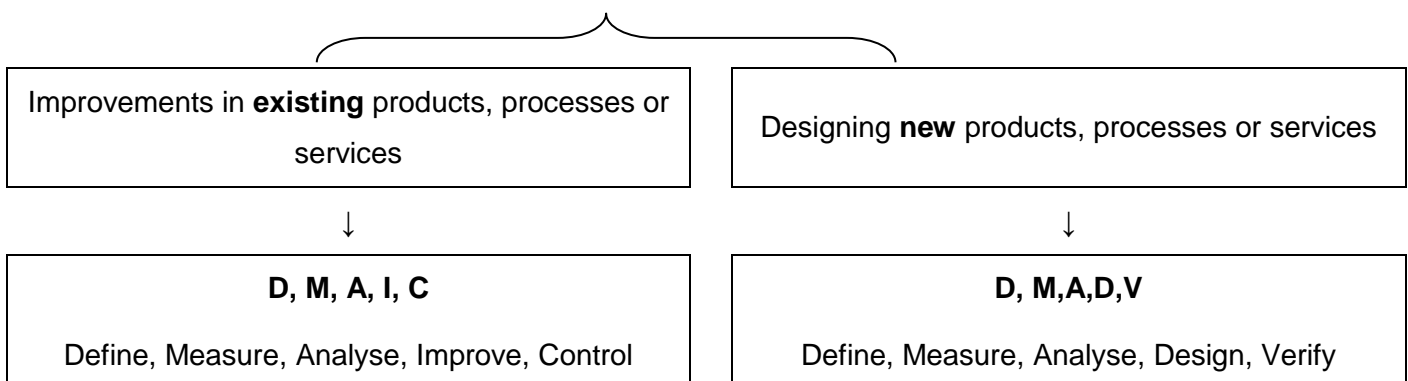 Improvements in existing products, processes or
services
Designing new products, processes or services
↓
↓
D, M, A, I, C
Define, Measure, Analyse, Improve, Control
D, M,A,D,V
Define, Measure, Analyse, Design, Verify